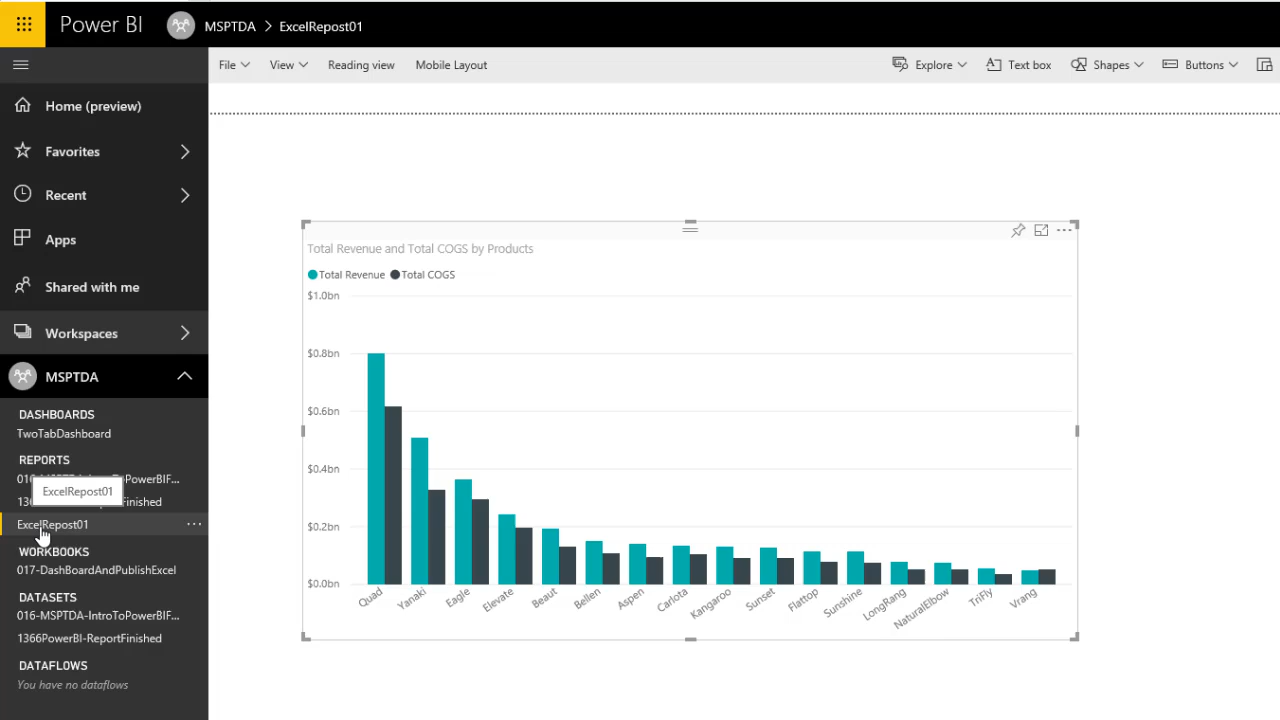 Power BI
MSPTDA > ExcelRepost01
File
View
Reading view
Mobile Layout
Explore
Text box
Shapes
Buttons
Home (preview)
Favorites
Recent
Apps
Shared with me
Workspaces
MSPTDA
DASHBOARDS
TwoTabDashboard
REPORTS
ExcelRepost01
ExcelRepost01
WORKBOOKS
017-DashBoardAndPublishExcel
DATASETS
016-MSPTDA-IntroToPowerBIF...
1366PowerBI-ReportFinished
DATAFLOWS
You have no dataflows
Total Revenue and Total COGS by Products
Total Revenue
Total COGS
$1.0bn
$0.8bn
$0.6bn
$0.4bn
$0.2bn
$0.0bn
Quad
Yanaki
Eagle
Elevate
Beaut
Bellen
Aspen
Carlota
Kangaroo
Sunset
Flattop
Sunshine
LongRang
NaturalElbow
TriFly
Vrang